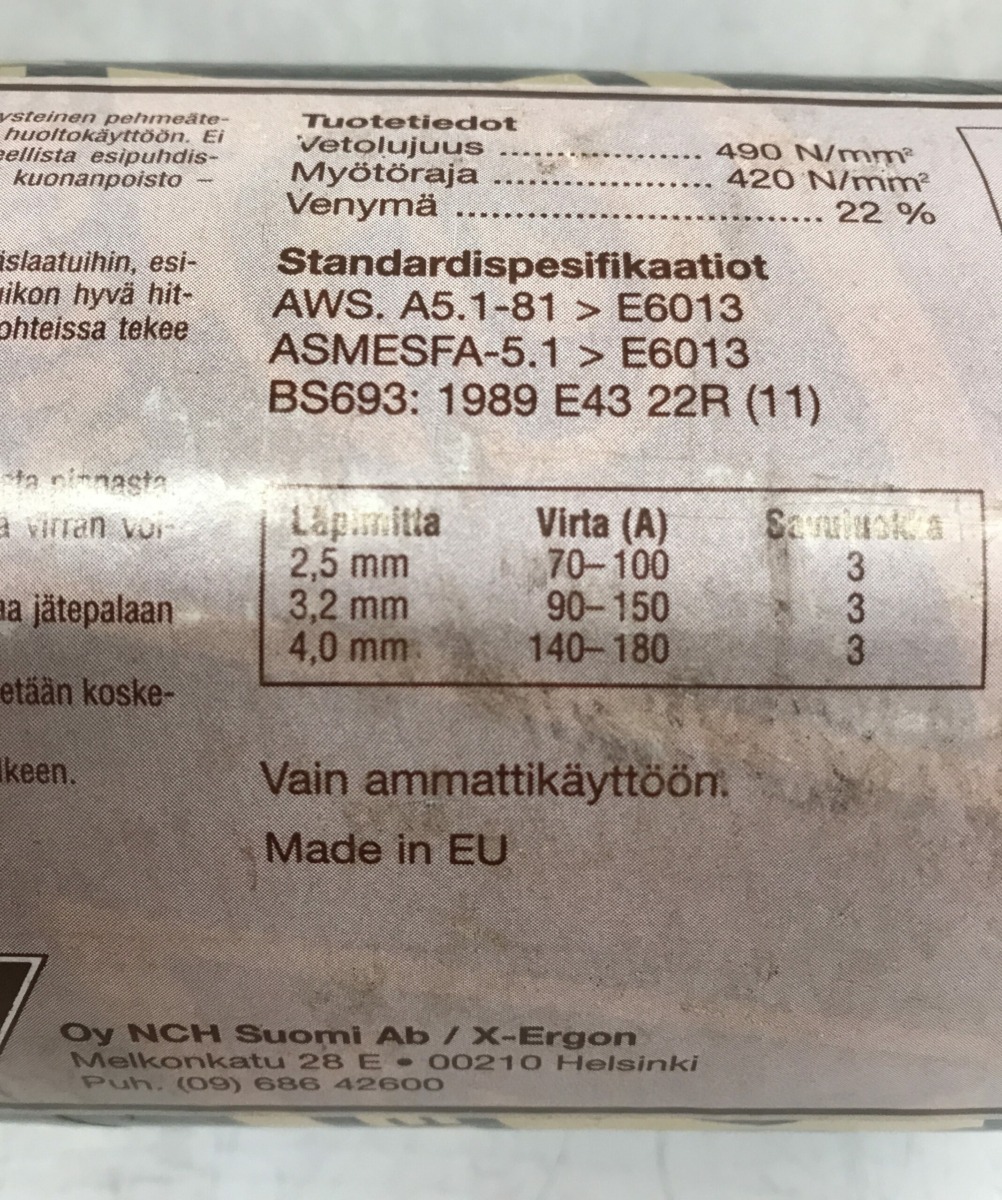 ysteinen pehmeäte-
huoltokäyttöön. Ei
eellista esipuhdis-
kuonanpoisto –
islaatuihin, esi-
hyvä hit-
ohteissa tekee
pinnasta
virran voi-
jätepalaan
etään koske-
lkeen.
Tuotetiedot
Vetolujuus ........................ 490 N/mm²
Myötöraja .......................... 420 N/mm²
Venymä ............................................ 22 %
Standardispesifikaatiot
AWS. A5.1-81 > E6013
ASMESFA-5.1 > E6013
BS693: 1989 E43 22R (11)
Läpimitta Virta (A) Savuluokka
2,5 mm 70–100 3
3,2 mm 90–150 3
4,0 mm 140–180 3
Vain ammattikäyttöön.
Made in EU
Oy NCH Suomi Ab / X-Ergon
Melkonkatu 28 E • 00210 Helsinki
Puh. (09) 686 42600